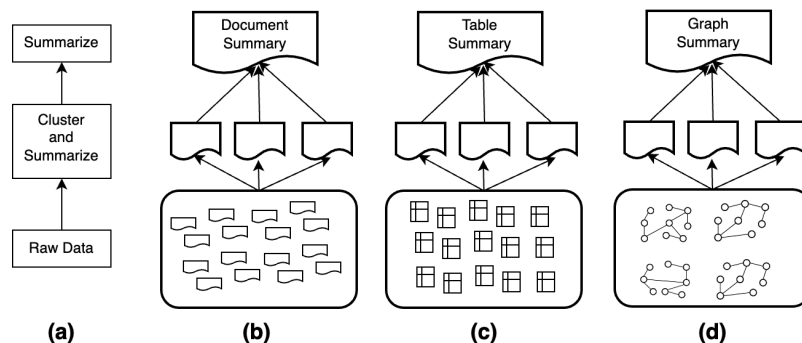 Summarize
Cluster
and
Summarize
Raw Data
(a)
Document
Summary
(b)
Table
Summary
(c)
Graph
Summary
(d)